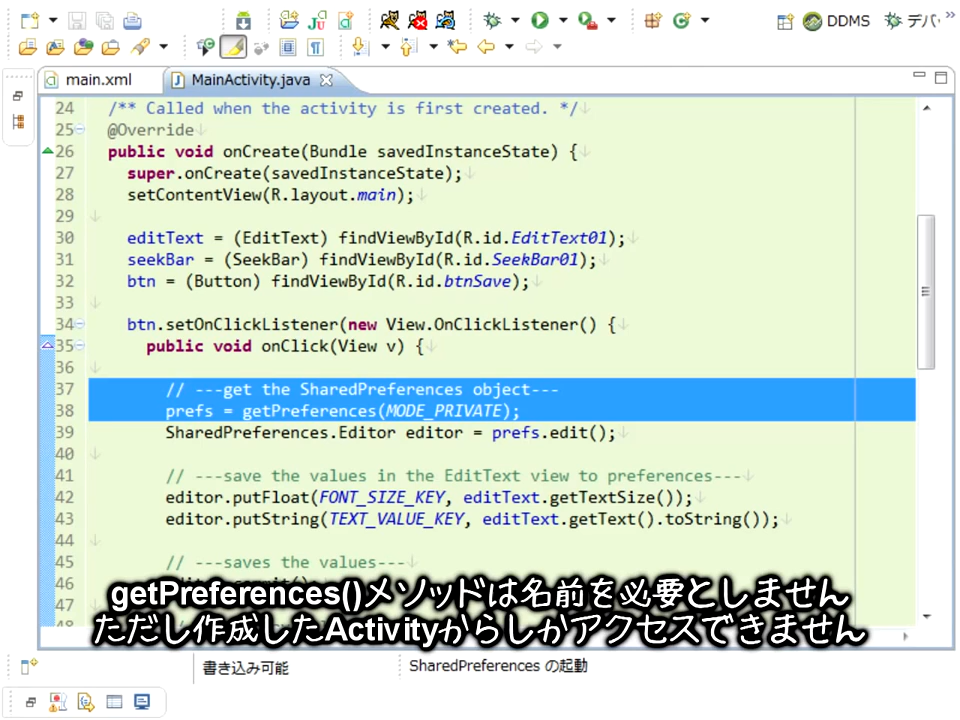 DDMS
デバ
main.xml
MainActivity.java
24 /** Called when the activity is first created. */
25 @Override
26 public void onCreate(Bundle savedInstanceState) {
27 super.onCreate(savedInstanceState);
28 setContentView(R.layout.main);
29
30 editText = (EditText) findViewById(R.id.EditText01);
31 seekBar = (SeekBar) findViewById(R.id.SeekBar01);
32 btn = (Button) findViewById(R.id.btnSave);
33
34 btn.setOnClickListener(new View.OnClickListener() {
35 public void onClick(View v) {
36
37 // ---get the SharedPreferences object---
38 prefs = getPreferences(MODE_PRIVATE);
39 SharedPreferences.Editor editor = prefs.edit();
40
41 // ---save the values in the EditText view to preferences---
42 editor.putFloat(FONT_SIZE_KEY, editText.getTextSize());
43 editor.putString(TEXT_VALUE_KEY, editText.getText().toString());
44
45 // ---saves the values---
46
47
getPreferences()メソッドは名前を必要としません
ただし作成したActivityからしかアクセスできません
書き込み可能
SharedPreferences の起動